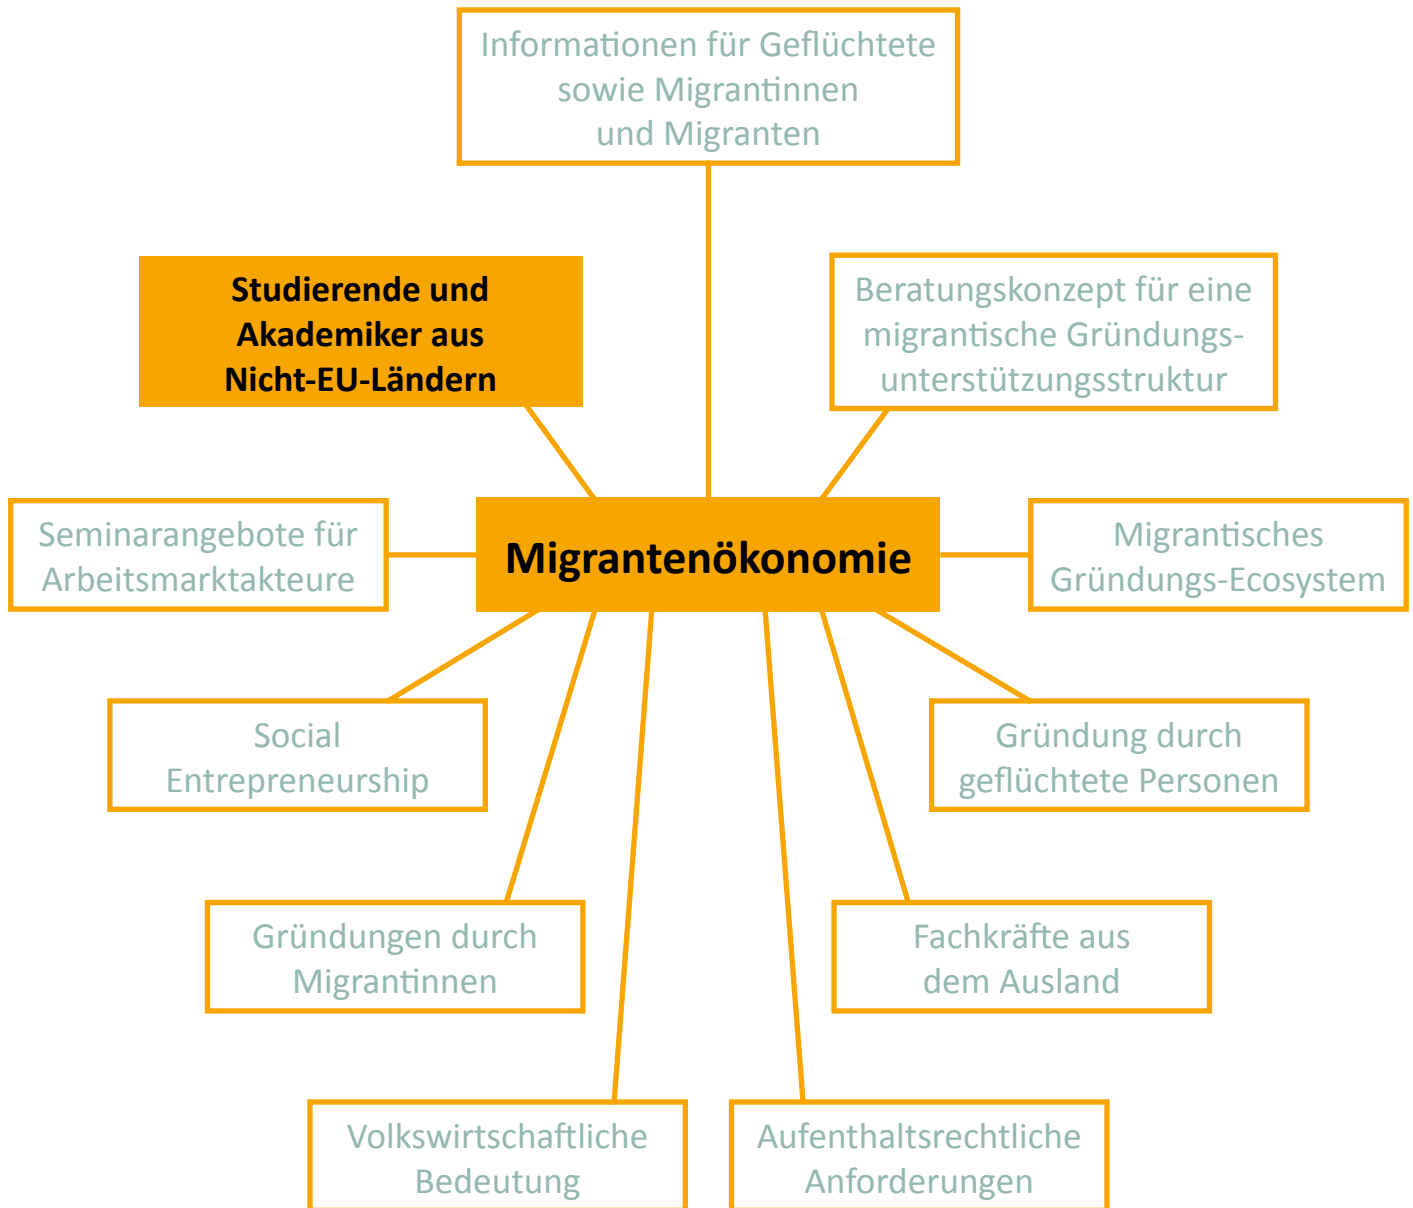 Informationen für Geflüchtete
sowie Migrantinnen
und Migranten
Studierende und
Akademiker aus
Nicht-EU-Ländern
Beratungskonzept für eine
migrantische Gründungs-
unterstützungsstruktur
Seminarangebote für
Arbeitsmarktakteure
Migrantenökonomie
Migrantisches
Gründungs-Ecosystem
Social
Entrepreneurship
Gründung durch
geflüchtete Personen
Gründungen durch
Migrantinnen
Fachkräfte aus
dem Ausland
Volkswirtschaftliche
Bedeutung
Aufenthaltsrechtliche
Anforderungen